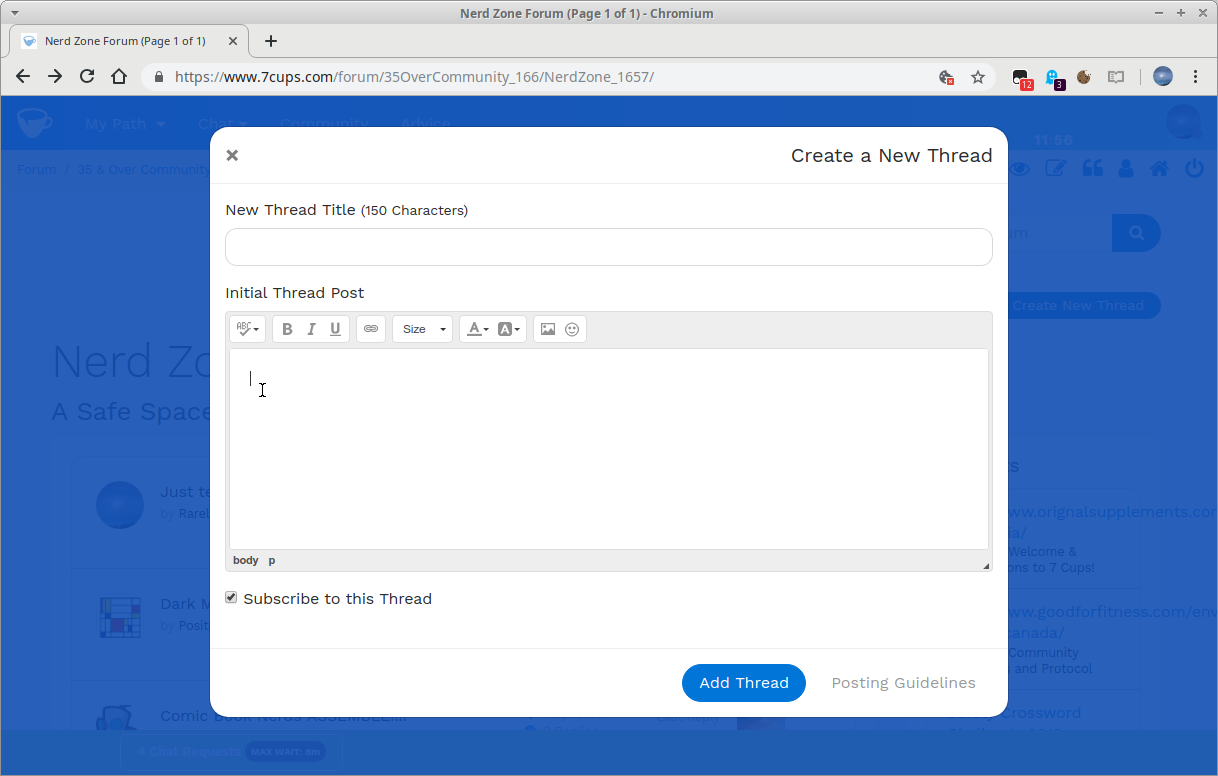 Nerd Zone Forum (Page 1 of 1) - Chromium
Nerd Zone Forum (Page 1 of 1)
https://www.7cups.com/forum/35OverCommunity_166/NerdZone_1657/
12
3
My Path Chat Community Advice
11:56
Forum / 35 & Over Community
Create a New Thread
New Thread Title (150 Characters)
Create New Thread
Initial Thread Post
ABC B I U Size A A
Nerd Zo
A Safe Space
Just te
by Rarel
www.orignalsupplements.com
ia/
Welcome &
ons to 7 Cups!
body p
Subscribe to this Thread
Dark M
by Posit
www.goodforfitness.com/env
canada/
Community
s and Protocol
Add Thread
Posting Guidelines
Comic Book Nerds ASSEMBLE!...
Crossword
4 Chat Requests MAX WAIT: 8m